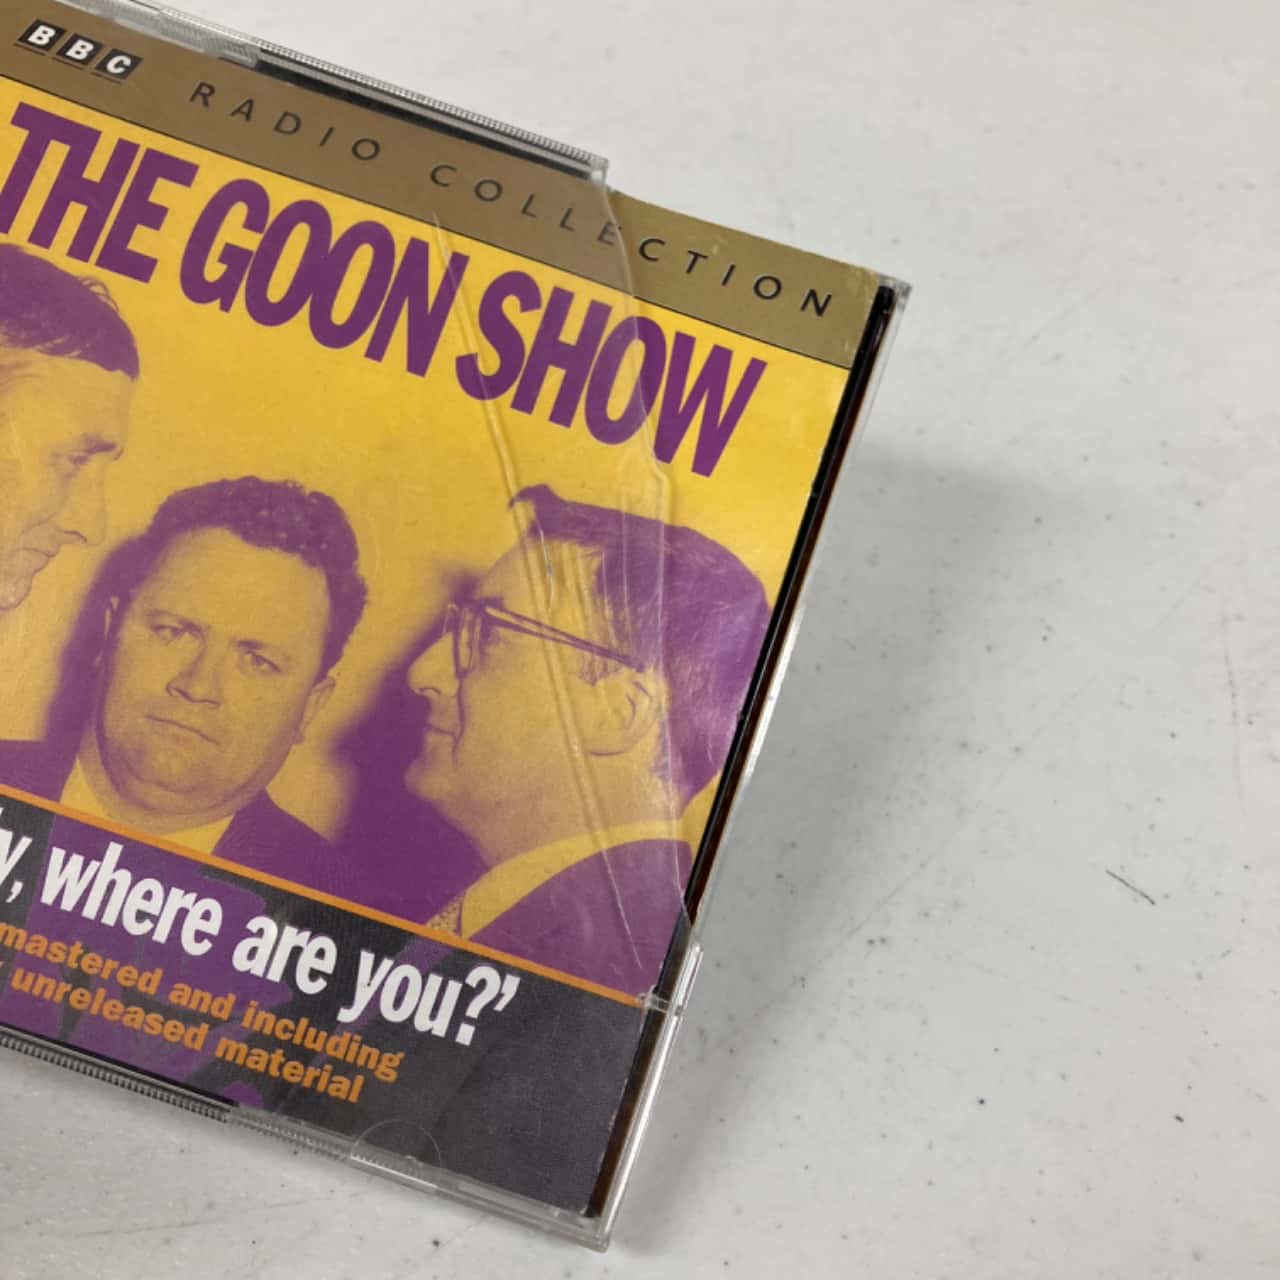 BBC RADIO COLLECTION
THE GOON SHOW
, where are you?’
mastered and including
unreleased material